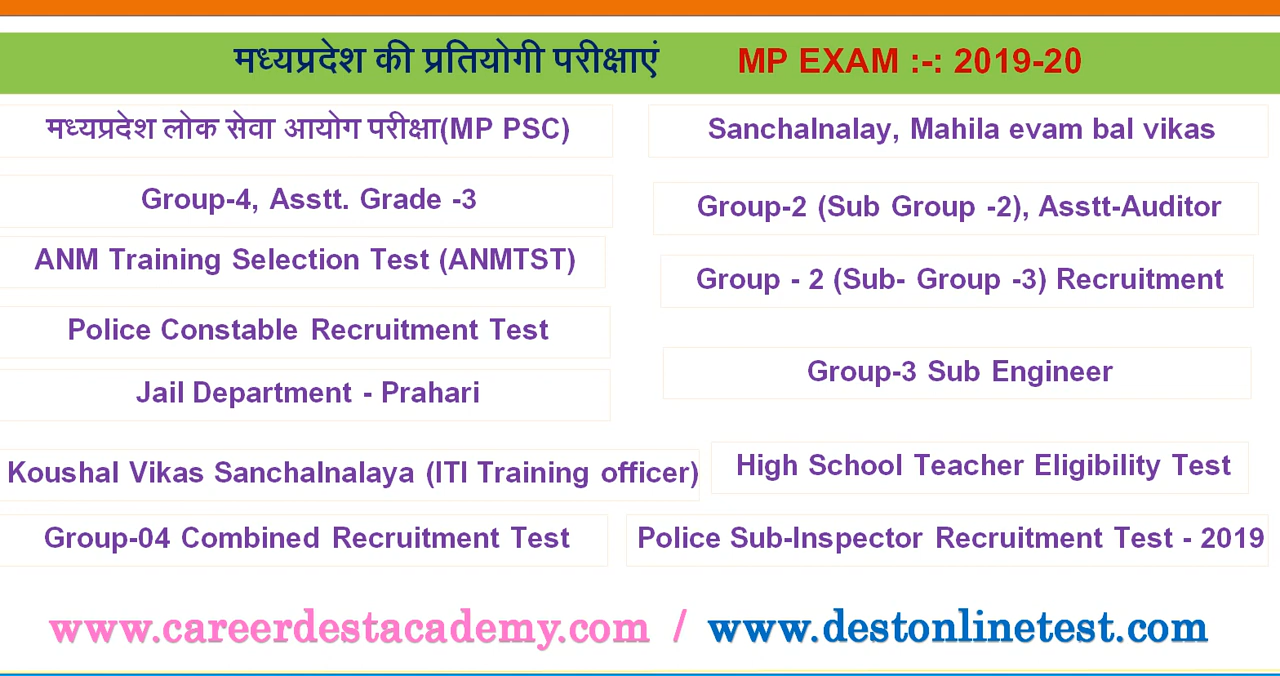 मध्यप्रदेश की प्रतियोगी परीक्षाएं MP EXAM :-: 2019-20
मध्यप्रदेश लोक सेवा आयोग परीक्षा(MP PSC)
Sanchalnalay, Mahila evam bal vikas
Group-4, Asstt. Grade -3
Group-2 (Sub Group -2), Asstt-Auditor
ANM Training Selection Test (ANMTST)
Group - 2 (Sub- Group -3) Recruitment
Police Constable Recruitment Test
Group-3 Sub Engineer
Jail Department - Prahari
Koushal Vikas Sanchalnalaya (ITI Training officer)
High School Teacher Eligibility Test
Group-04 Combined Recruitment Test
Police Sub-Inspector Recruitment Test - 2019
www.careerdestacademy.com / www.destonlinetest.com